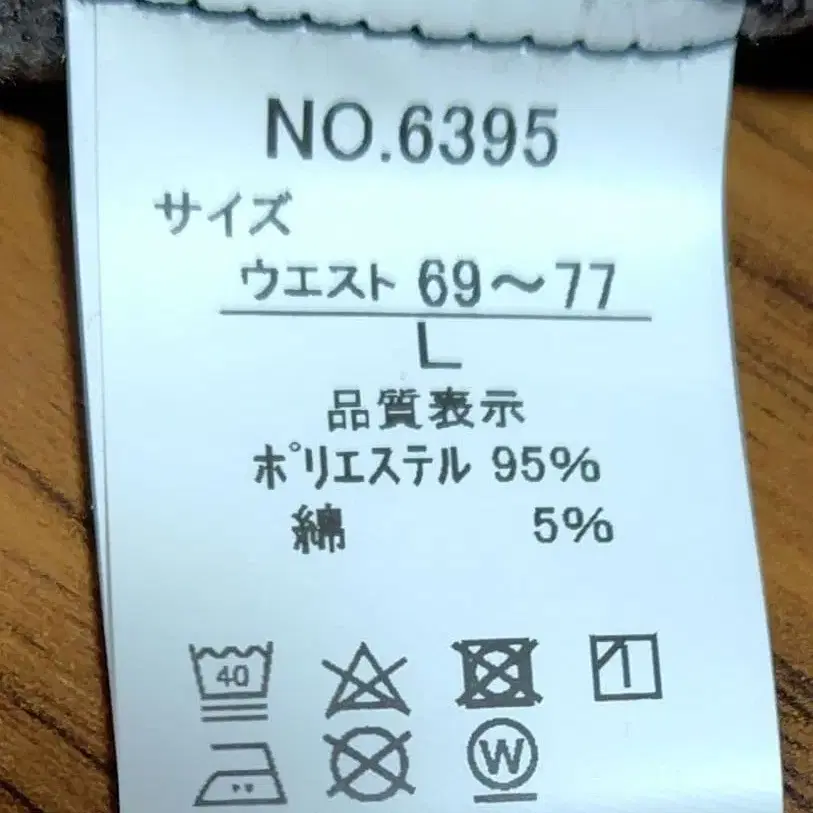 NO.6395
サイズ
ウエスト 69～77
L
品質表示
ポリエステル 95%
綿 5%
40
W